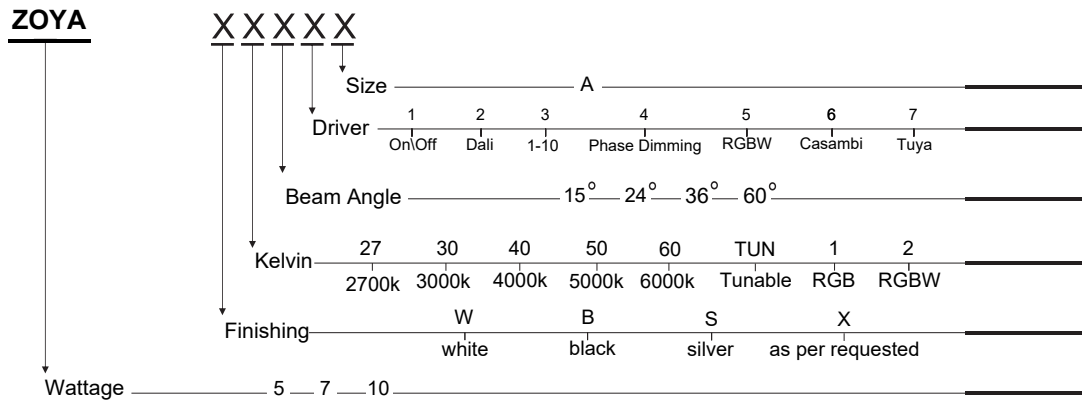 ZOYA X X X X X
Size A
1 2 3 4 5 6 7
Driver
On\Off Dali 1-10 Phase Dimming RGBW Casambi Tuya
Beam Angle 15° 24° 36° 60°
27 30 40 50 60 TUN 1 2
Kelvin
2700k 3000k 4000k 5000k 6000k Tunable RGB RGBW
W B S X
Finishing
white black silver as per requested
Wattage 5 7 10